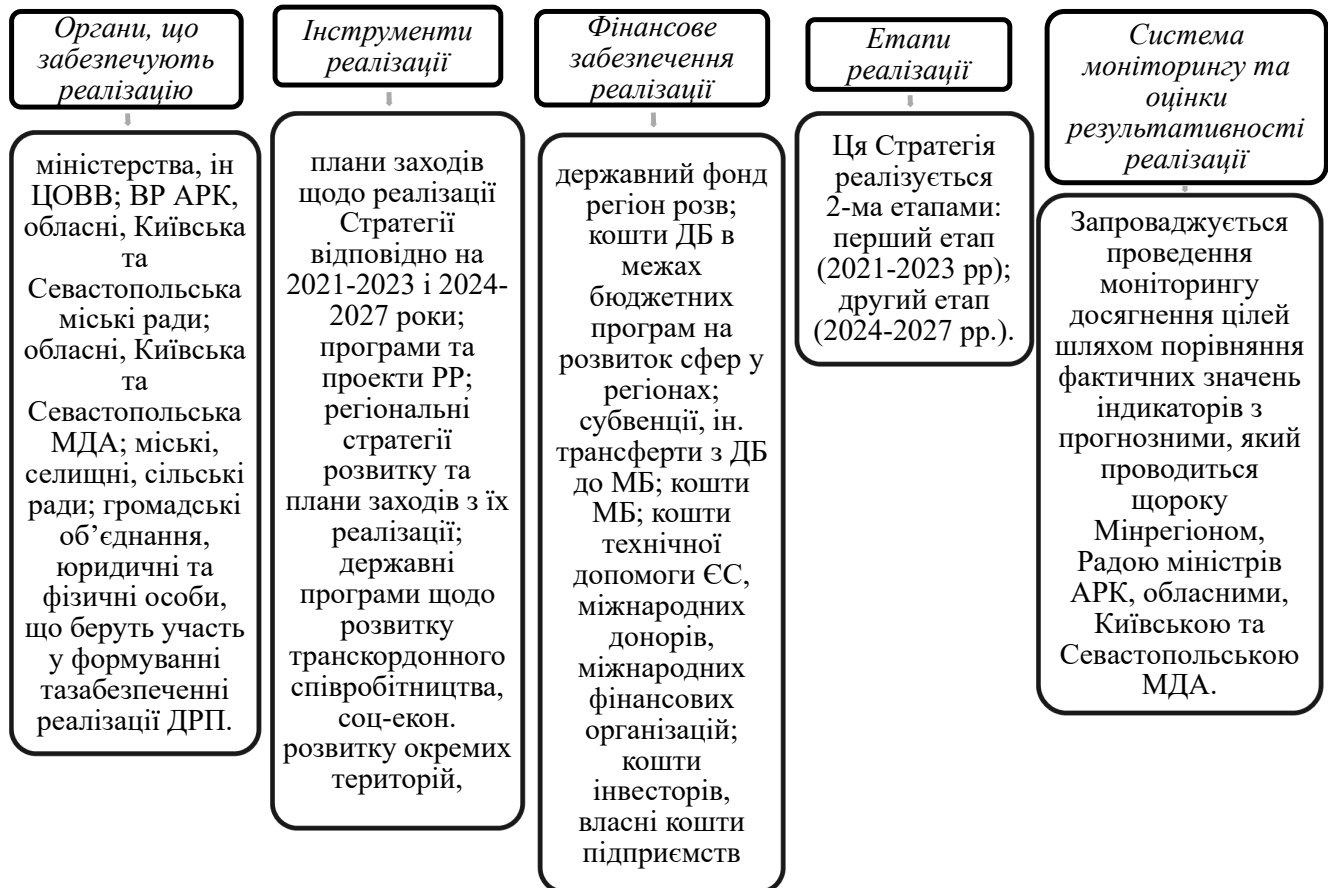 Органи, що
забезпечують
реалізацію
міністерства, ін
ЦОВВ; ВР АРК,
обласні, Київська
та
Севастопольська
міські ради;
обласні, Київська
та
Севастопольська
МДА; міські,
селищні, сільські
ради; громадські
об’єднання,
юридичні та
фізичні особи,
що беруть участь
у формуванні
тазабезпеченні
реалізації ДРП.
Інструменти
реалізації
плани заходів
щодо реалізації
Стратегії
відповідно на
2021-2023 і 2024-
2027 роки;
програми та
проекти РР;
регіональні
стратегії
розвитку та
плани заходів з їх
реалізації;
державні
програми щодо
розвитку
транскордонного
співробітництва,
соц-екон.
розвитку окремих
територій,
Фінансове
забезпечення
реалізації
державний фонд
регіон розв;
кошти ДБ в
межах
бюджетних
програм на
розвиток сфер у
регіонах;
субвенції, ін.
трансферти з ДБ
до МБ; кошти
МБ; кошти
технічної
допомоги ЄС,
міжнародних
донорів,
міжнародних
фінансових
організацій;
кошти
інвесторів,
власні кошти
підприємств
Етапи
реалізації
Ця Стратегія
реалізується
2-ма етапами:
перший етап
(2021-2023 рр);
другий етап
(2024-2027 рр.).
Система
моніторингу та
оцінки
результативності
реалізації
Запроваджується
проведення
моніторингу
досягнення цілей
шляхом порівняння
фактичних значень
індикаторів з
прогнозними, який
проводиться
щороку
Мінрегіоном,
Радою міністрів
АРК, обласними,
Київською та
Севастопольською
МДА.